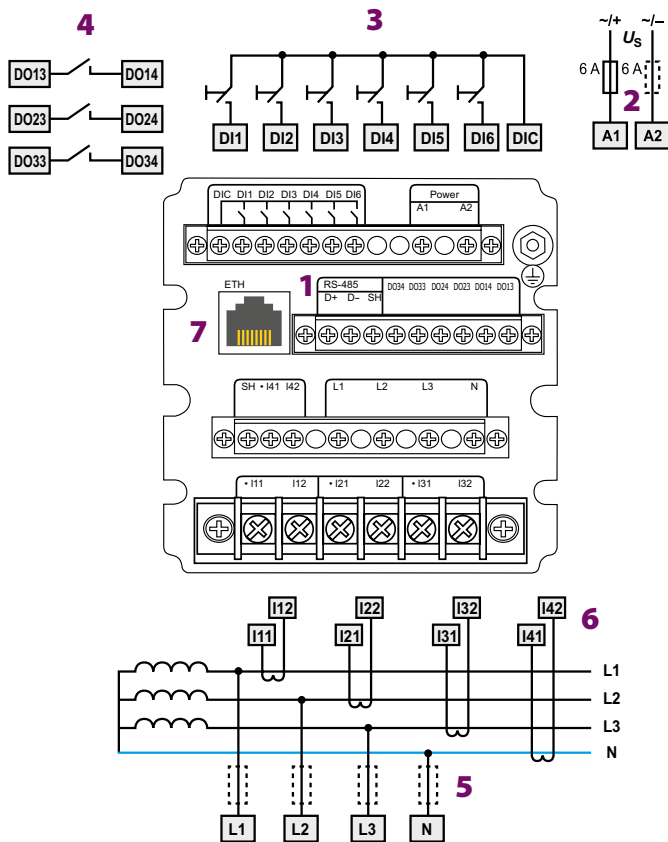 4
3
~/+ ~/–
US
6 A 6 A
2
DO13 DO14
DO23 DO24
DO33 DO34
DI1 DI2 DI3 DI4 DI5 DI6 DIC
A1 A2
DIC DI1 DI2 DI3 DI4 DI5 DI6
Power
A1 A2
ETH
1
RS-485
D+ D– SH DO34 DO33 DO24 DO23 DO14 DO13
7
SH • I41 I42 L1 L2 L3 N
• I11 I12 • I21 I22 • I31 I32
I12 I22 I32 I42
6
I11 I21 I31 I41
L1
L2
L3
N
5
L1 L2 L3 N